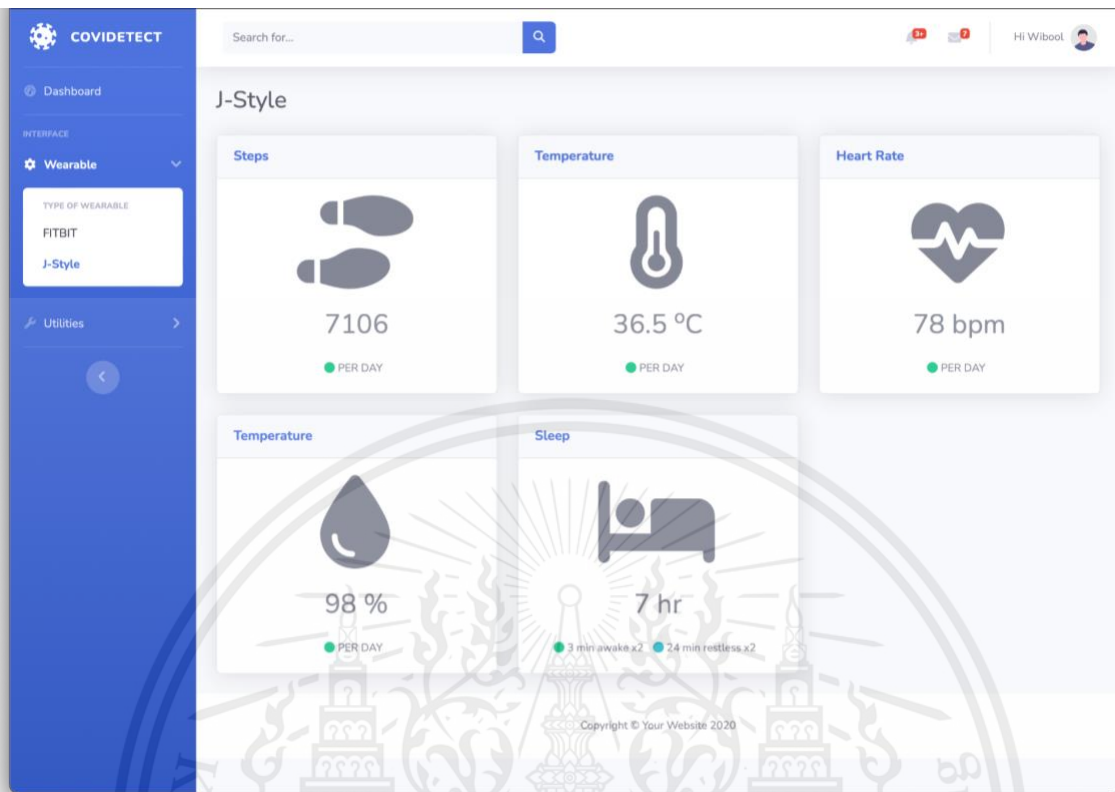 COVIDETECT
Search for...
3+
7
Hi Wibool
Dashboard
INTERFACE
Wearable
TYPE OF WEARABLE
FITBIT
J-Style
Utilities
J-Style
Steps
7106
PER DAY
Temperature
36.5 ºC
PER DAY
Heart Rate
78 bpm
PER DAY
Temperature
98 %
PER DAY
Sleep
7 hr
3 min awake x2 24 min restless x2
Copyright © Your Website 2020